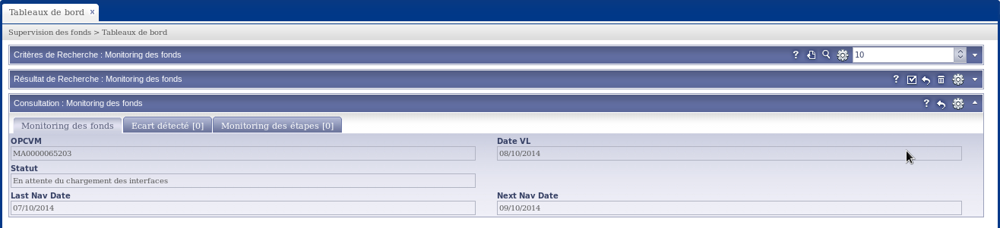 Tableaux de bord x
Supervision des fonds > Tableaux de bord
Critères de Recherche : Monitoring des fonds ? 10
Résultat de Recherche : Monitoring des fonds ?
Consultation : Monitoring des fonds ?
Monitoring des fonds Ecart détecté [0] Monitoring des étapes [0]
OPCVM Date VL
MA0000065203 08/10/2014
Statut
En attente du chargement des interfaces
Last Nav Date Next Nav Date
07/10/2014 09/10/2014